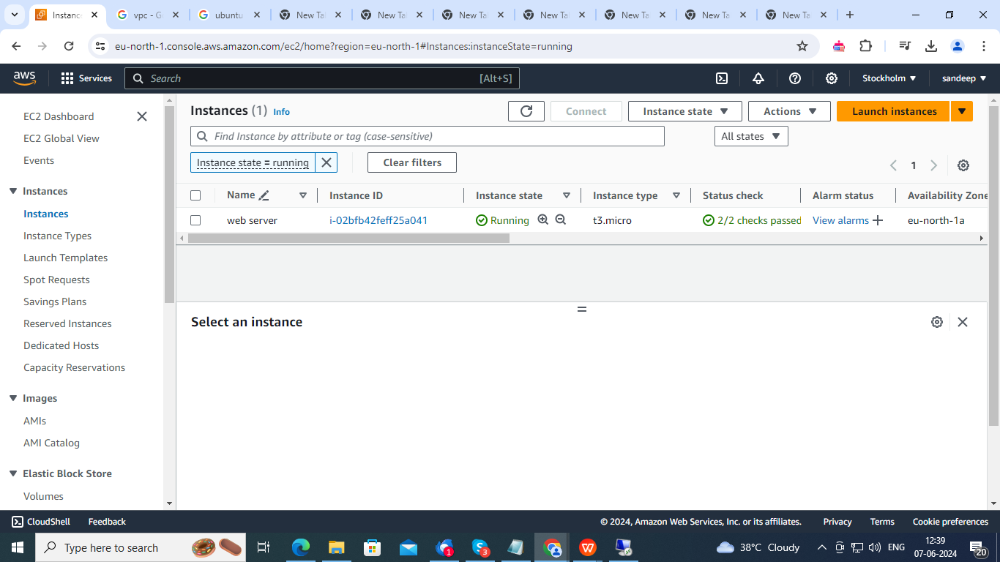 Instanc
vpc - G
ubuntu
New Ta
New Ta
New Ta
New Ta
New Ta
New Ta
New Ta
eu-north-1.console.aws.amazon.com/ec2/home?region=eu-north-1#Instances:instanceState=running
aws
Services
Search
[Alt+S]
Stockholm
sandeep
EC2 Dashboard
EC2 Global View
Events
Instances
Instances
Instance Types
Launch Templates
Spot Requests
Savings Plans
Reserved Instances
Dedicated Hosts
Capacity Reservations
Images
AMIs
AMI Catalog
Elastic Block Store
Volumes
Instances (1) Info
Connect
Instance state
Actions
Launch instances
Find Instance by attribute or tag (case-sensitive)
All states
Instance state = running
Clear filters
1
Name
Instance ID
Instance state
Instance type
Status check
Alarm status
Availability Zone
web server
i-02bfb42feff25a041
Running
t3.micro
2/2 checks passed
View alarms
eu-north-1a
Select an instance
CloudShell
Feedback
© 2024, Amazon Web Services, Inc. or its affiliates.
Privacy
Terms
Cookie preferences
Type here to search
1
3
38°C Cloudy
ENG
12:39
07-06-2024
20